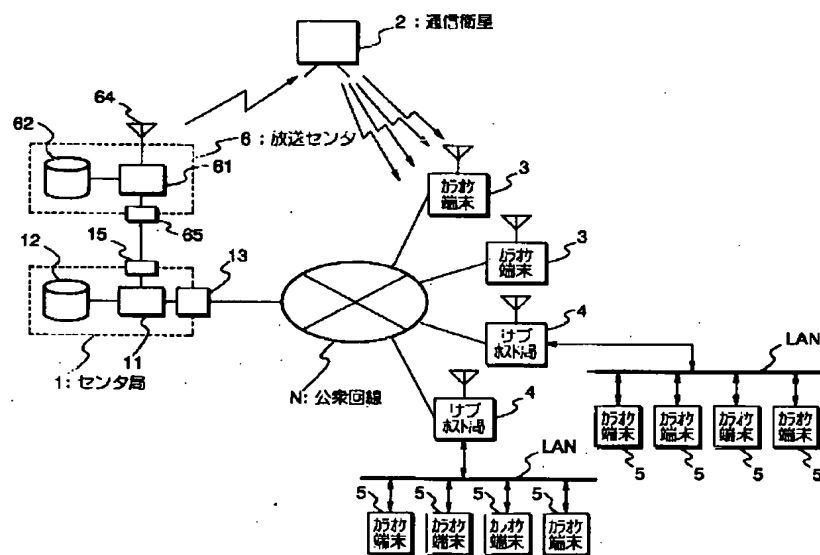 2：通信衛星
64
62
6：放送センタ
61
3
カラオケ
端末
65
15
12
13
3
カラオケ
端末
4
サブ
ホスト局
LAN
11
1：センタ局
N：公衆回線
4
サブ
ホスト局
カラオケ
端末
カラオケ
端末
カラオケ
端末
カラオケ
端末
5
5
5
5
LAN
5
5
5
5
カラオケ
端末
カラオケ
端末
カラオケ
端末
カラオケ
端末